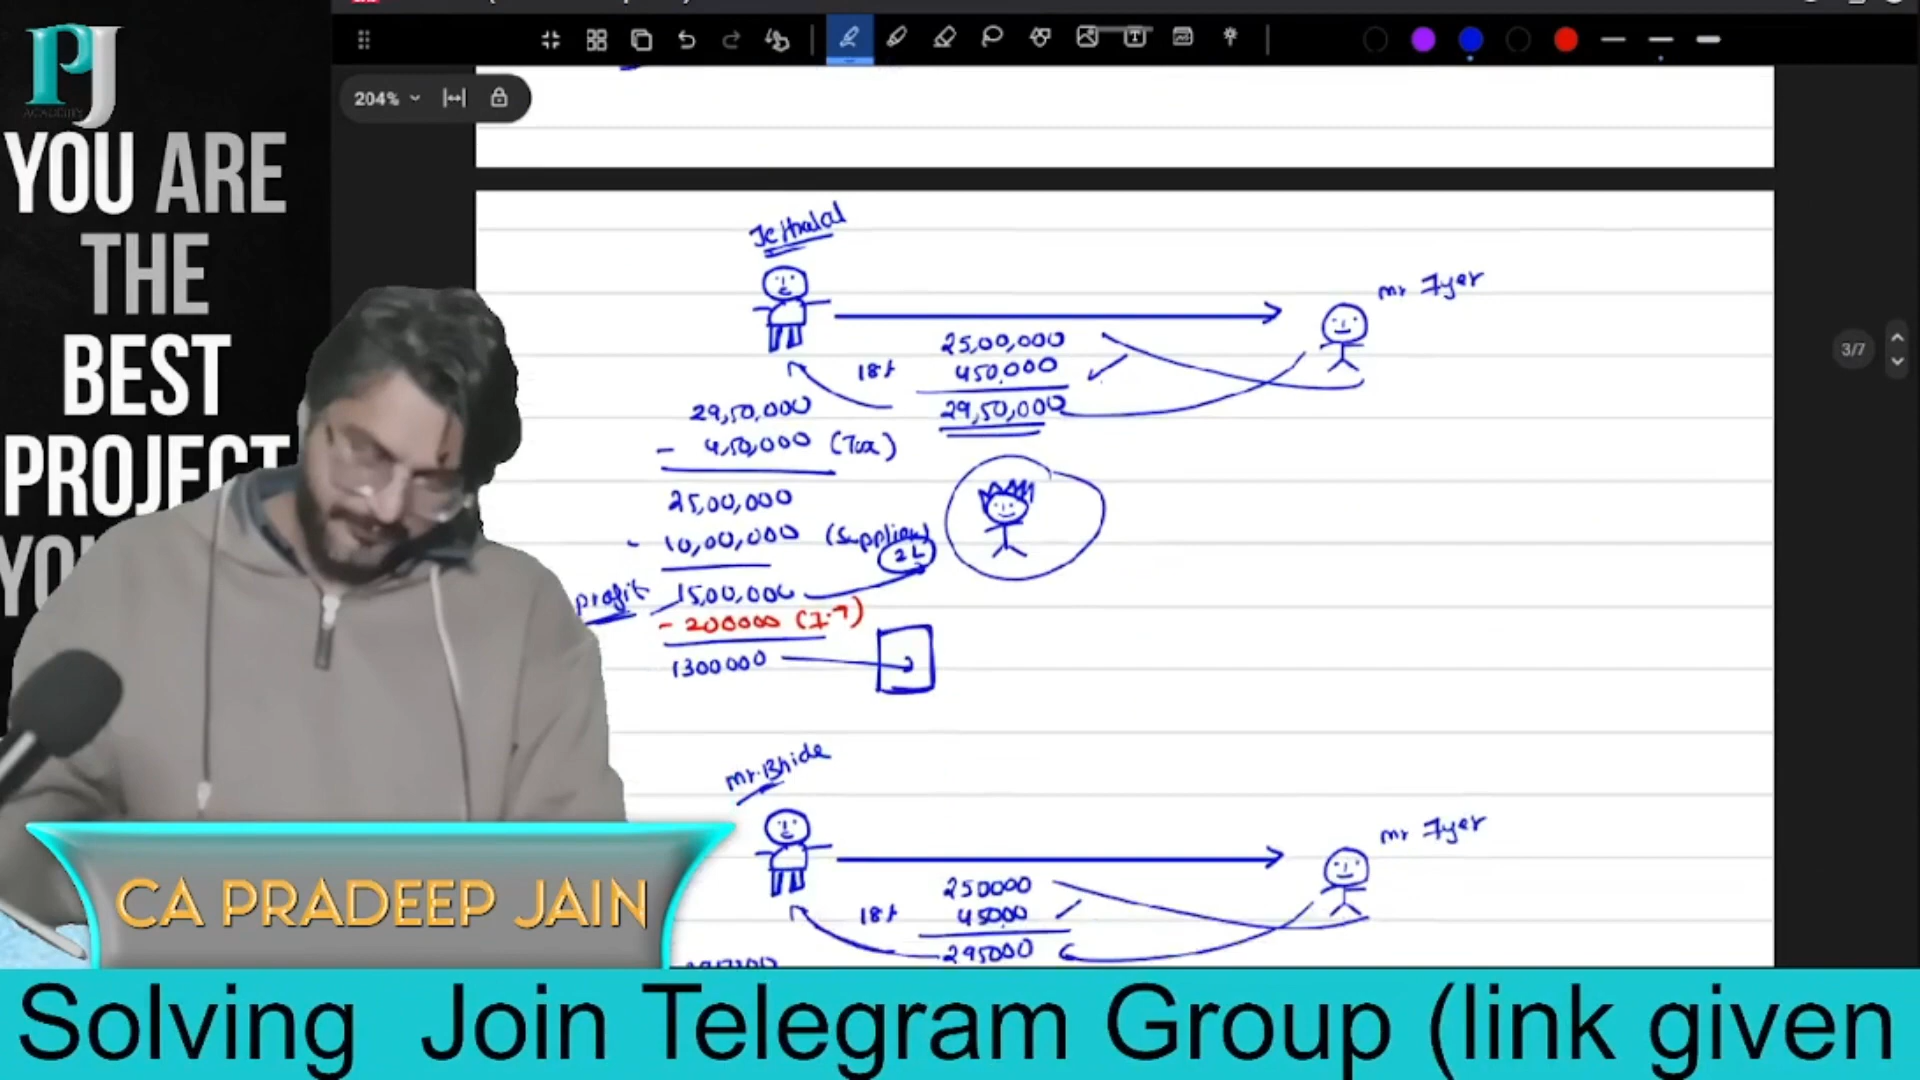 PJ
ACADEMY
YOU ARE
THE
BEST
PROJECT
YO
204%
3/7
Jethalal
mr Iyer
25,00,000
18%
450,000
29,50,000
29,50,000
- 4,50,000 (Tax)
25,00,000
- 10,00,000 (Suppliers)
2L
profit
15,00,000
- 200000 (I.T)
1300000
mr. Bhide
mr Iyer
250000
18%
45000
295000
CA PRADEEP JAIN
Solving Join Telegram Group (link given